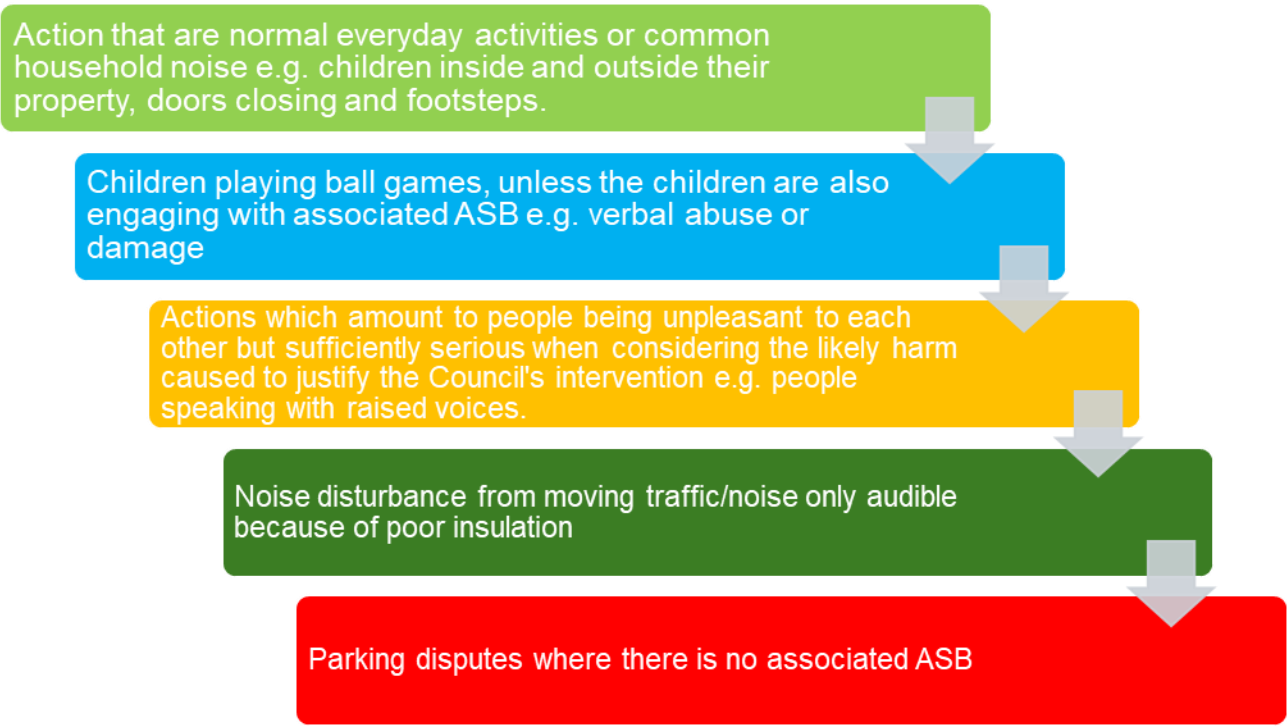 Action that are normal everyday activities or common
household noise e.g. children inside and outside their
property, doors closing and footsteps.
Children playing ball games, unless the children are also
engaging with associated ASB e.g. verbal abuse or
damage
Actions which amount to people being unpleasant to each
other but sufficiently serious when considering the likely harm
caused to justify the Council's intervention e.g. people
speaking with raised voices.
Noise disturbance from moving traffic/noise only audible
because of poor insulation
Parking disputes where there is no associated ASB